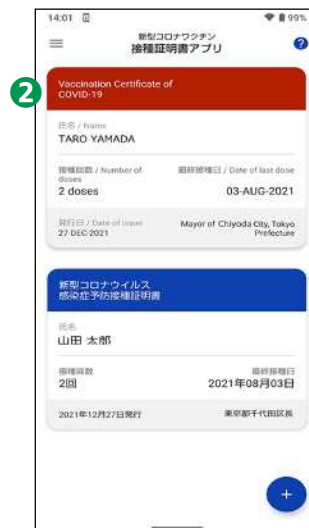 14:01 99%
新型コロナワクチン
接種証明書アプリ
?
2
Vaccination Certificate of
COVID-19
氏名 / Name
TARO YAMADA
接種回数 / Number of
doses
最終接種日 / Date of last dose
2 doses
03-AUG-2021
発行日 / Date of issue
27-DEC-2021
Mayor of Chiyoda City, Tokyo
Prefecture
新型コロナウイルス
感染症予防接種証明書
氏名
山田 太郎
接種回数
最終接種日
2回
2021年08月03日
2021年12月27日発行
東京都千代田区長
+